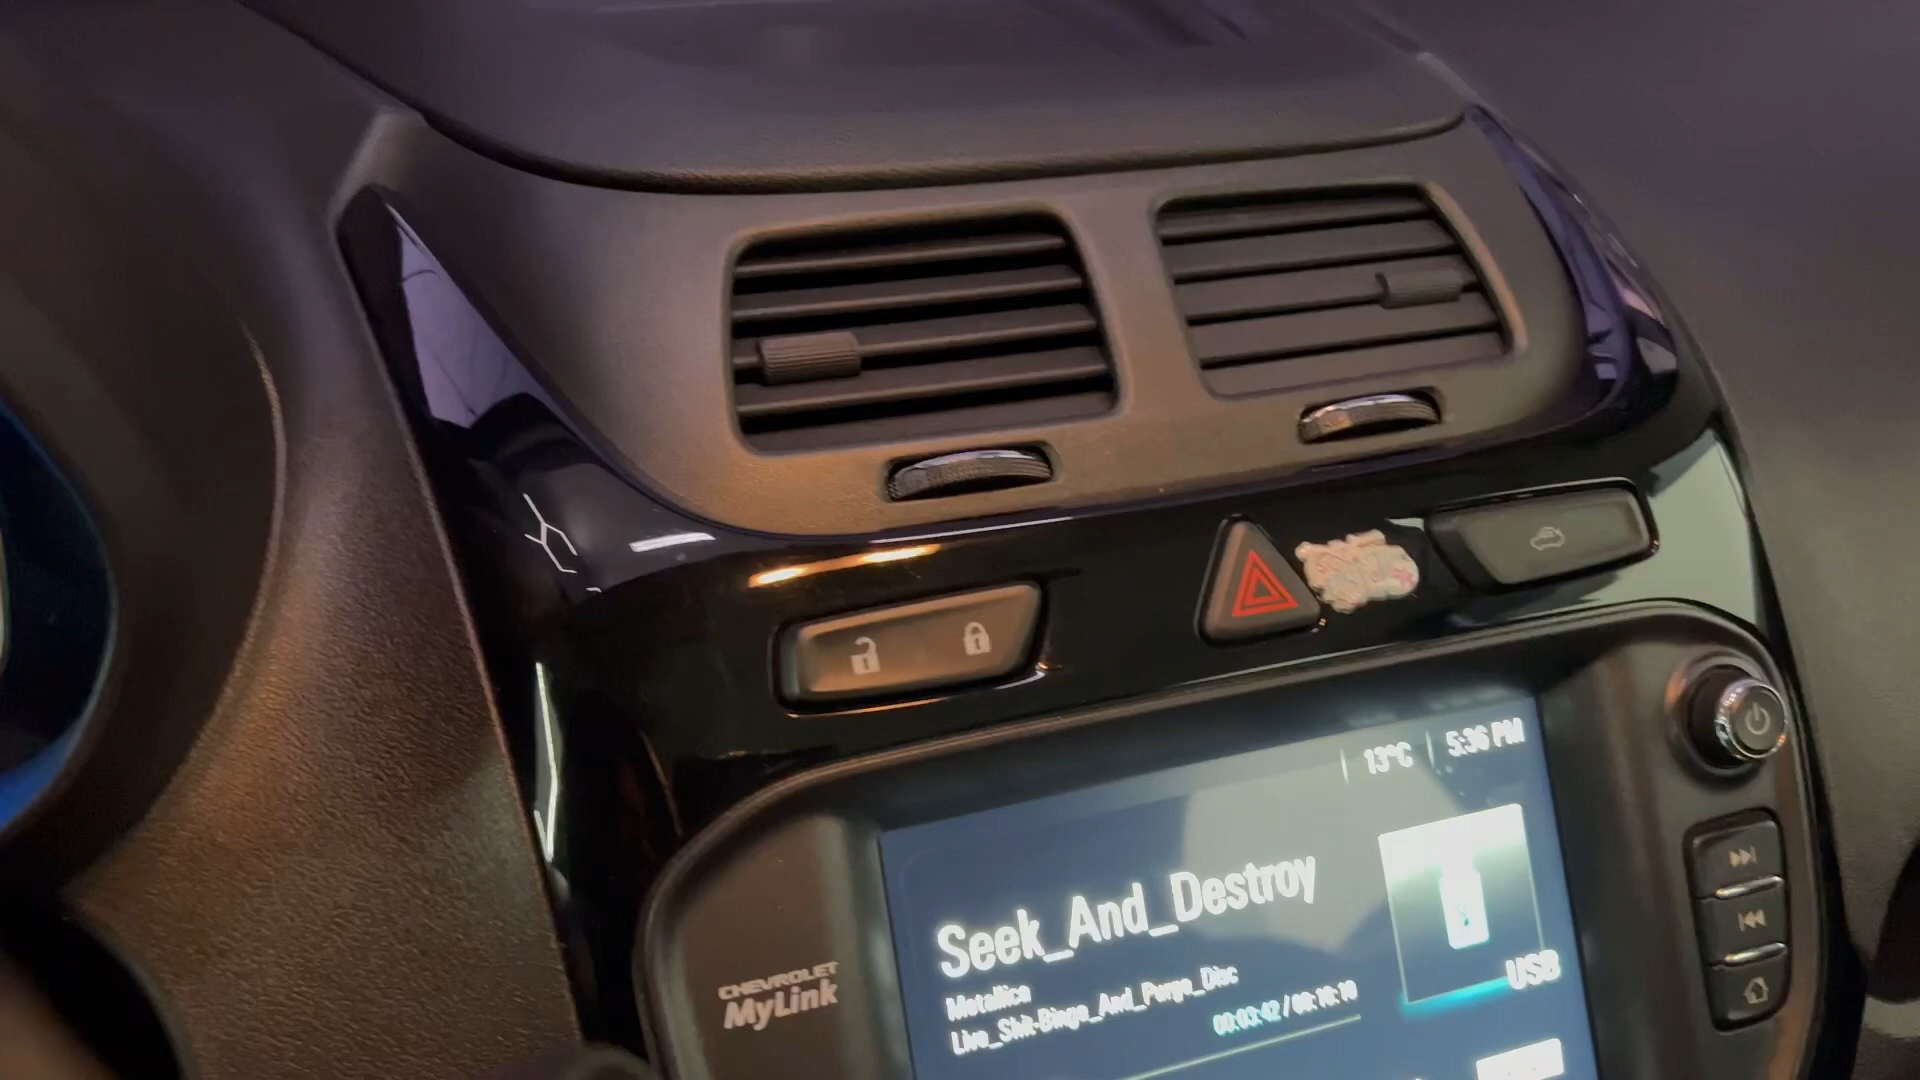 13°C 5:36 PM
Seek_And_Destroy
Metallica
Live_Shit-Binge_And_Purge_Disc
00:03:42 / 00:18:10
USB
CHEVROLET
MyLink